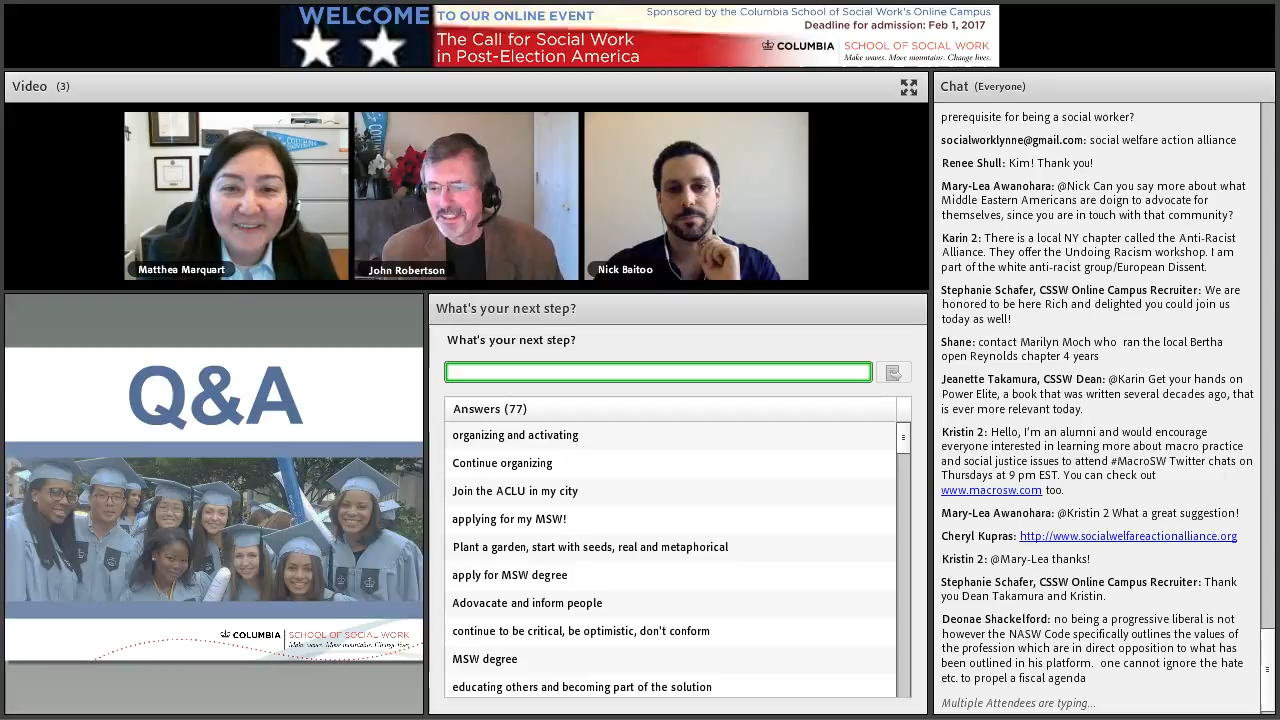 WELCOME TO OUR ONLINE EVENT
The Call for Social Work
in Post-Election America
Sponsored by the Columbia School of Social Work's Online Campus
Deadline for admission: Feb 1, 2017
COLUMBIA | SCHOOL OF SOCIAL WORK
Make waves. Move mountains. Change lives.
Video (3)
Matthea Marquart
John Robertson
Nick Baitoo
Q&A
COLUMBIA | SCHOOL OF SOCIAL WORK
Make waves. Move mountains. Change lives.
What's your next step?
What's your next step?
Answers (77)
organizing and activating
Continue organizing
Join the ACLU in my city
applying for my MSW!
Plant a garden, start with seeds, real and metaphorical
apply for MSW degree
Adovacate and inform people
continue to be critical, be optimistic, don't conform
MSW degree
educating others and becoming part of the solution
Chat (Everyone)
prerequisite for being a social worker?
socialworklynne@gmail.com: social welfare action alliance
Renee Shull: Kim! Thank you!
Mary-Lea Awanohara: @Nick Can you say more about what
Middle Eastern Americans are doign to advocate for
themselves, since you are in touch with that community?
Karin 2: There is a local NY chapter called the Anti-Racist
Alliance. They offer the Undoing Racism workshop. I am
part of the white anti-racist group/European Dissent.
Stephanie Schafer, CSSW Online Campus Recruiter: We are
honored to be here Rich and delighted you could join us
today as well!
Shane: contact Marilyn Moch who ran the local Bertha
open Reynolds chapter 4 years
Jeanette Takamura, CSSW Dean: @Karin Get your hands on
Power Elite, a book that was written several decades ago, that
is ever more relevant today.
Kristin 2: Hello, I'm an alumni and would encourage
everyone interested in learning more about macro practice
and social justice issues to attend #MacroSW Twitter chats on
Thursdays at 9 pm EST. You can check out
www.macrosw.com too.
Mary-Lea Awanohara: @Kristin 2 What a great suggestion!
Cheryl Kupras: http://www.socialwelfareactionalliance.org
Kristin 2: @Mary-Lea thanks!
Stephanie Schafer, CSSW Online Campus Recruiter: Thank
you Dean Takamura and Kristin.
Deonae Shackelford: no being a progressive liberal is not
however the NASW Code specifically outlines the values of
the profession which are in direct opposition to what has
been outlined in his platform. one cannot ignore the hate
etc. to propel a fiscal agenda
Multiple Attendees are typing...